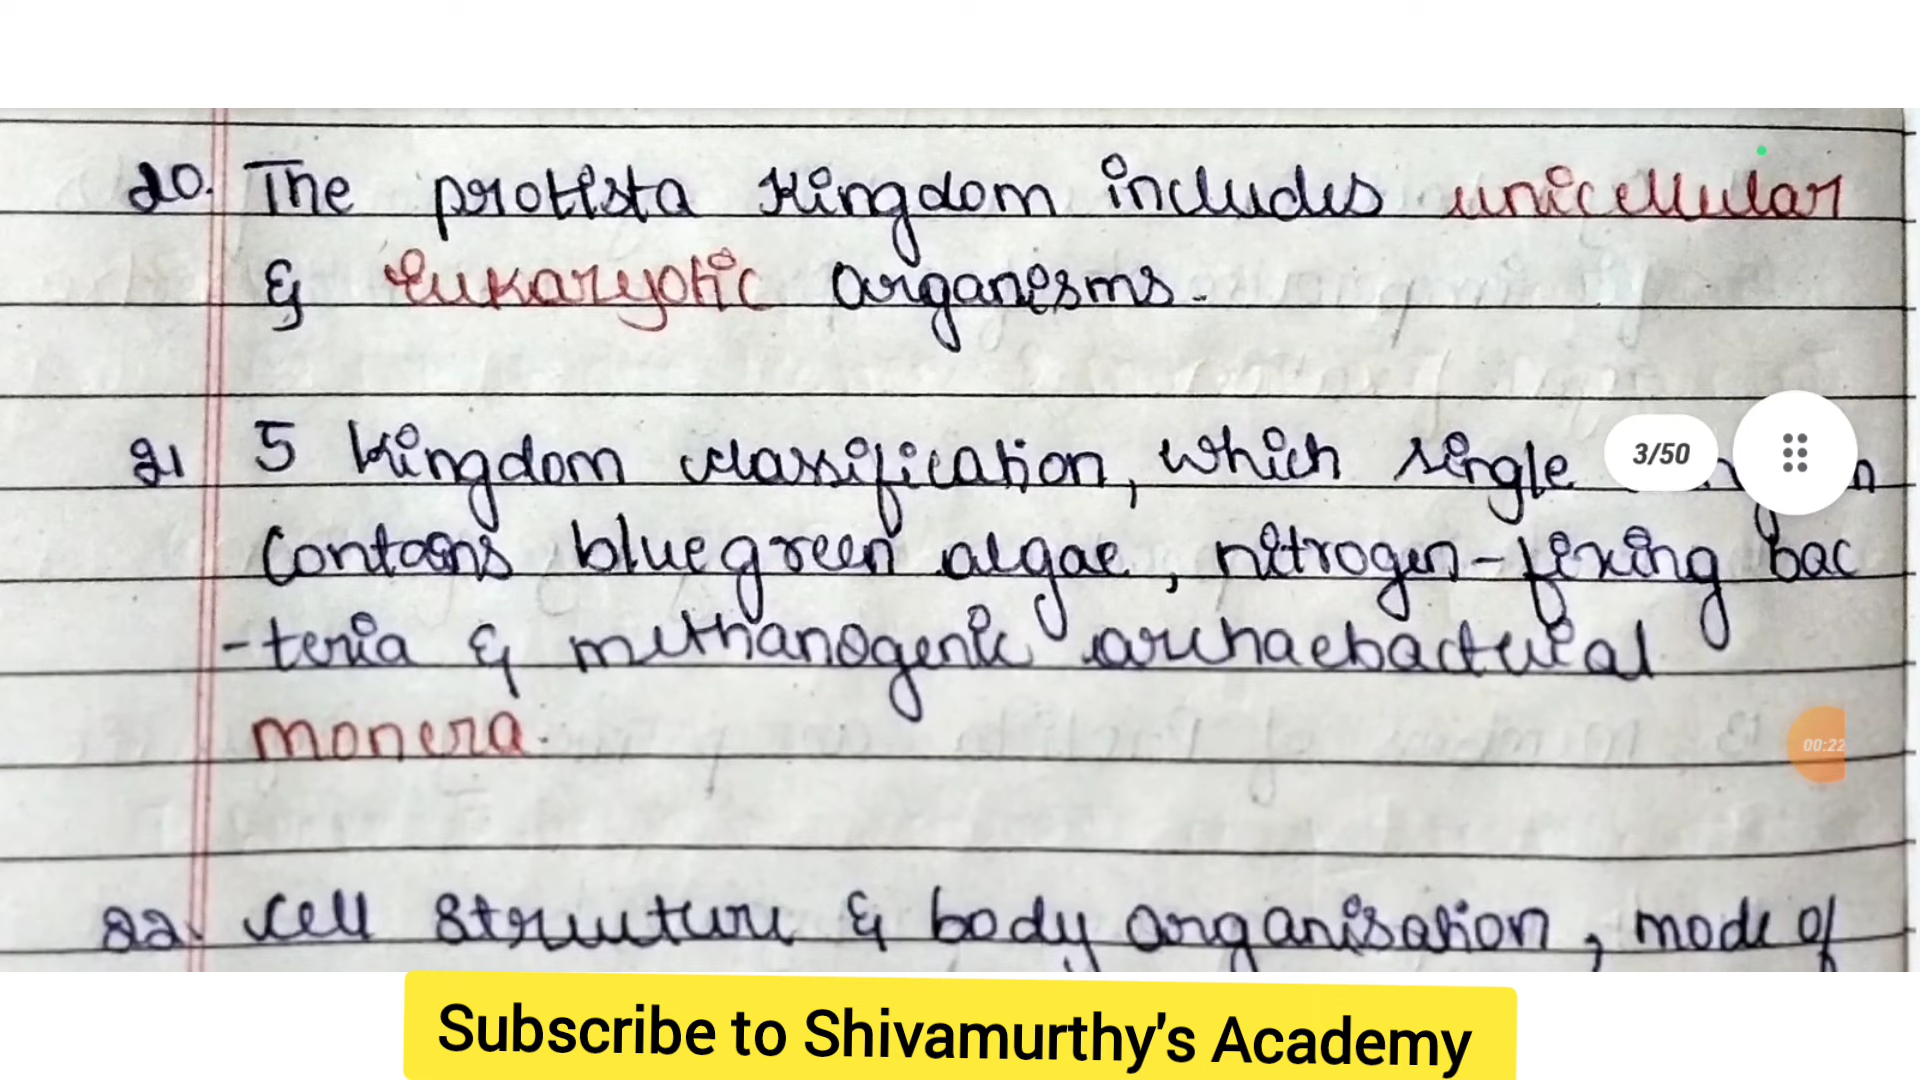 20. The protista Kingdom includes unicellular
& Eukaryotic organisms.
21 5 kingdom classification, which single
contains bluegreen algae, nitrogen-fixing bac
-teria & methanogenic archaebacterial
monera.
22. Cell structure & body organisation, mode of
3/50
00:22
Subscribe to Shivamurthy's Academy